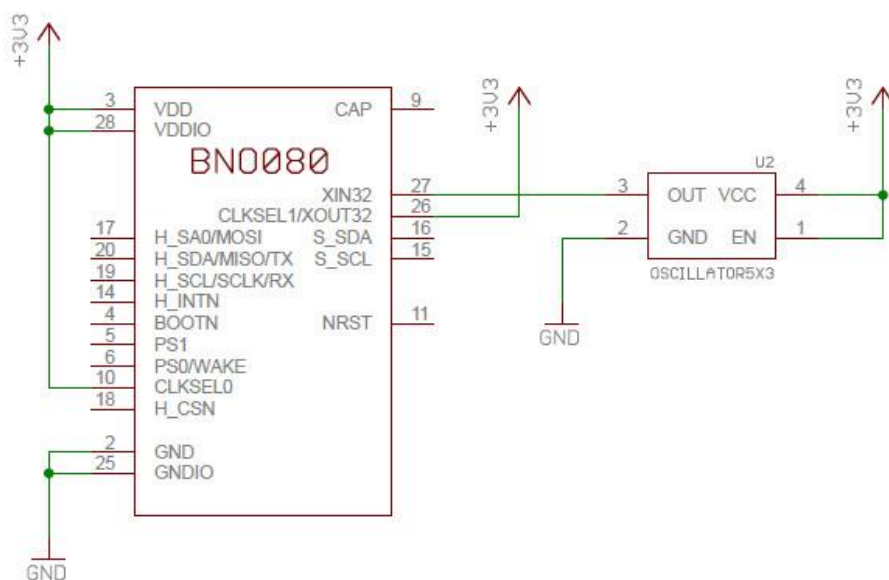 +3V3
3 VDD CAP 9
28 VDDIO
BNO080
XIN32 27
CLKSEL1/XOUT32 26
17 H_SA0/MOSI S_SDA 16
20 H_SDA/MISO/TX S_SCL 15
19 H_SCL/SCLK/RX
14 H_INTN
4 BOOTN NRST 11
5 PS1
6 PS0/WAKE
10 CLKSEL0
18 H_CSN
2 GND
25 GNDIO
GND
+3V3
+3V3
U2
3 OUT VCC 4
2 GND EN 1
OSCILLATOR5X3
GND